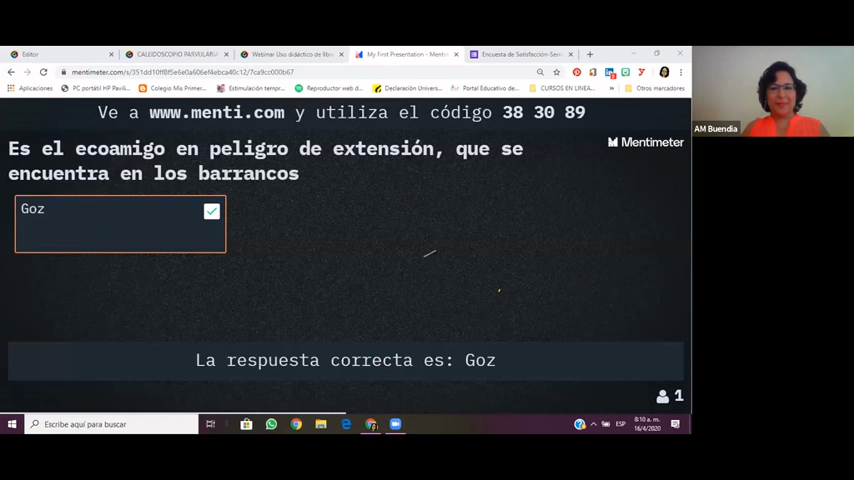 Editor
CALEIDOSCOPIO PARVULARIA
Webinar Uso didáctico de libr
My First Presentation - Mentim
Encuesta de Satisfacción-Sem
mentimeter.com/s/351dd10ff8f5e6e0a606ef4ebca40c12/7ca9cc000b67
Aplicaciones
PC portátil HP Pavili...
Colegio Mis Primer...
Estimulación tempr...
Reproductor web d...
Declaración Univers...
Portal Educativo de...
CURSOS EN LINEA...
Otros marcadores
Ve a www.menti.com y utiliza el código 38 30 89
Es el ecoamigo en peligro de extensión, que se
encuentra en los barrancos
Mentimeter
Goz
La respuesta correcta es: Goz
1
AM Buendia
Escribe aquí para buscar
ESP
8:10 a. m.
16/4/2020